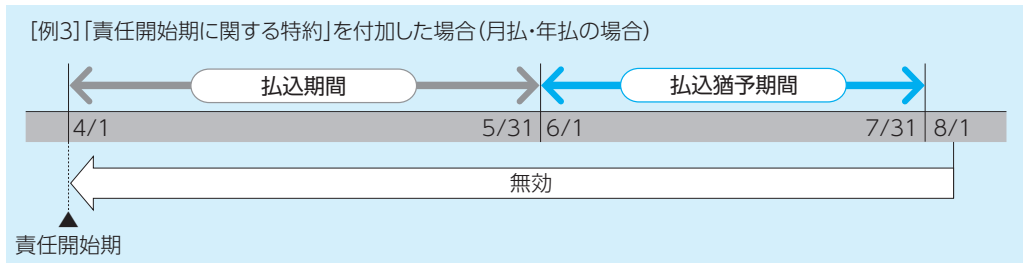 [例3]「責任開始期に関する特約」を付加した場合(月払・年払の場合)
払込期間 払込猶予期間
4/1 5/31 6/1 7/31 8/1
無効
責任開始期